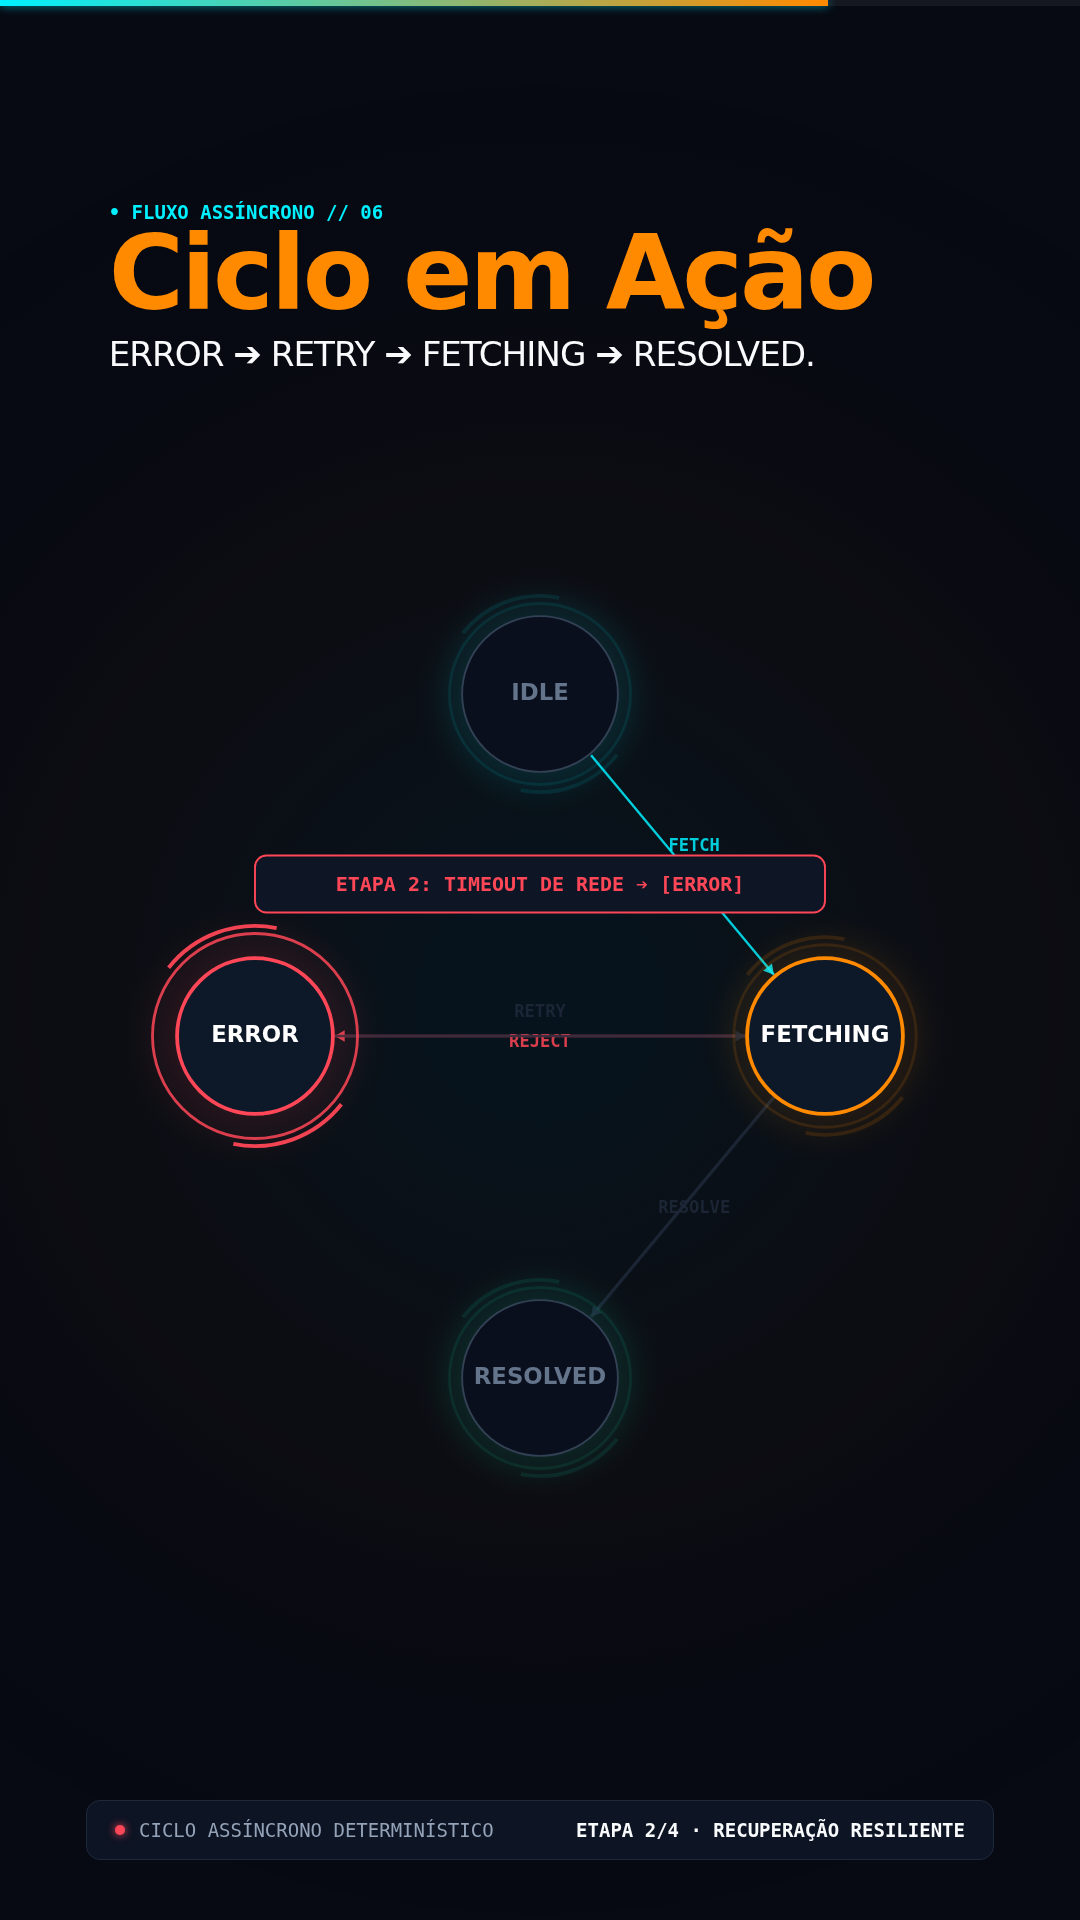 • FLUXO ASSÍNCRONO // 06
Ciclo em Ação
ERROR ➔ RETRY ➔ FETCHING ➔ RESOLVED.
IDLE
FETCH
ETAPA 2: TIMEOUT DE REDE → [ERROR]
RETRY
ERROR
FETCHING
REJECT
RESOLVE
RESOLVED
CICLO ASSÍNCRONO DETERMINÍSTICO
ETAPA 2/4 · RECUPERAÇÃO RESILIENTE